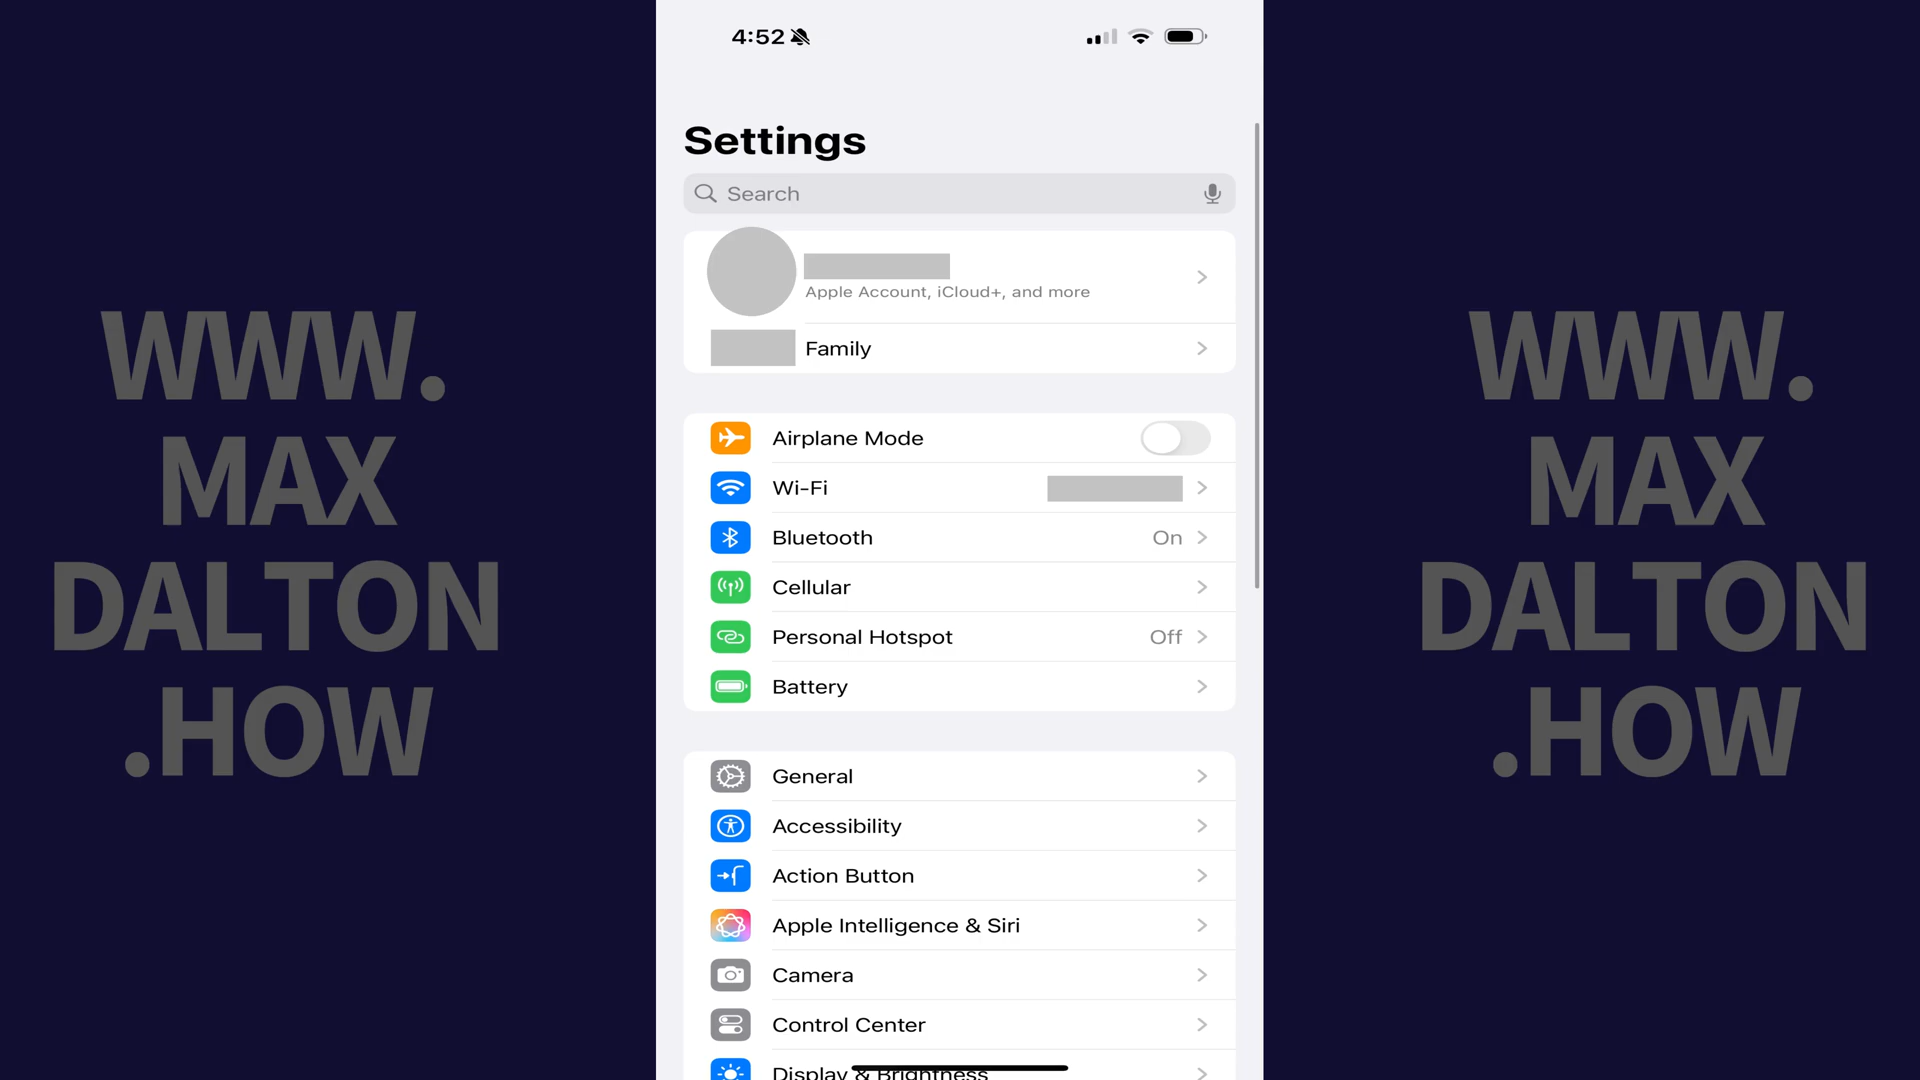 WWW.
MAX
DALTON
.HOW
4:52
Settings
Search
Apple Account, iCloud+, and more
Family
Airplane Mode
Wi-Fi
Bluetooth On
Cellular
Personal Hotspot Off
Battery
General
Accessibility
Action Button
Apple Intelligence & Siri
Camera
Control Center
Display & Brightness
WWW.
MAX
DALTON
.HOW